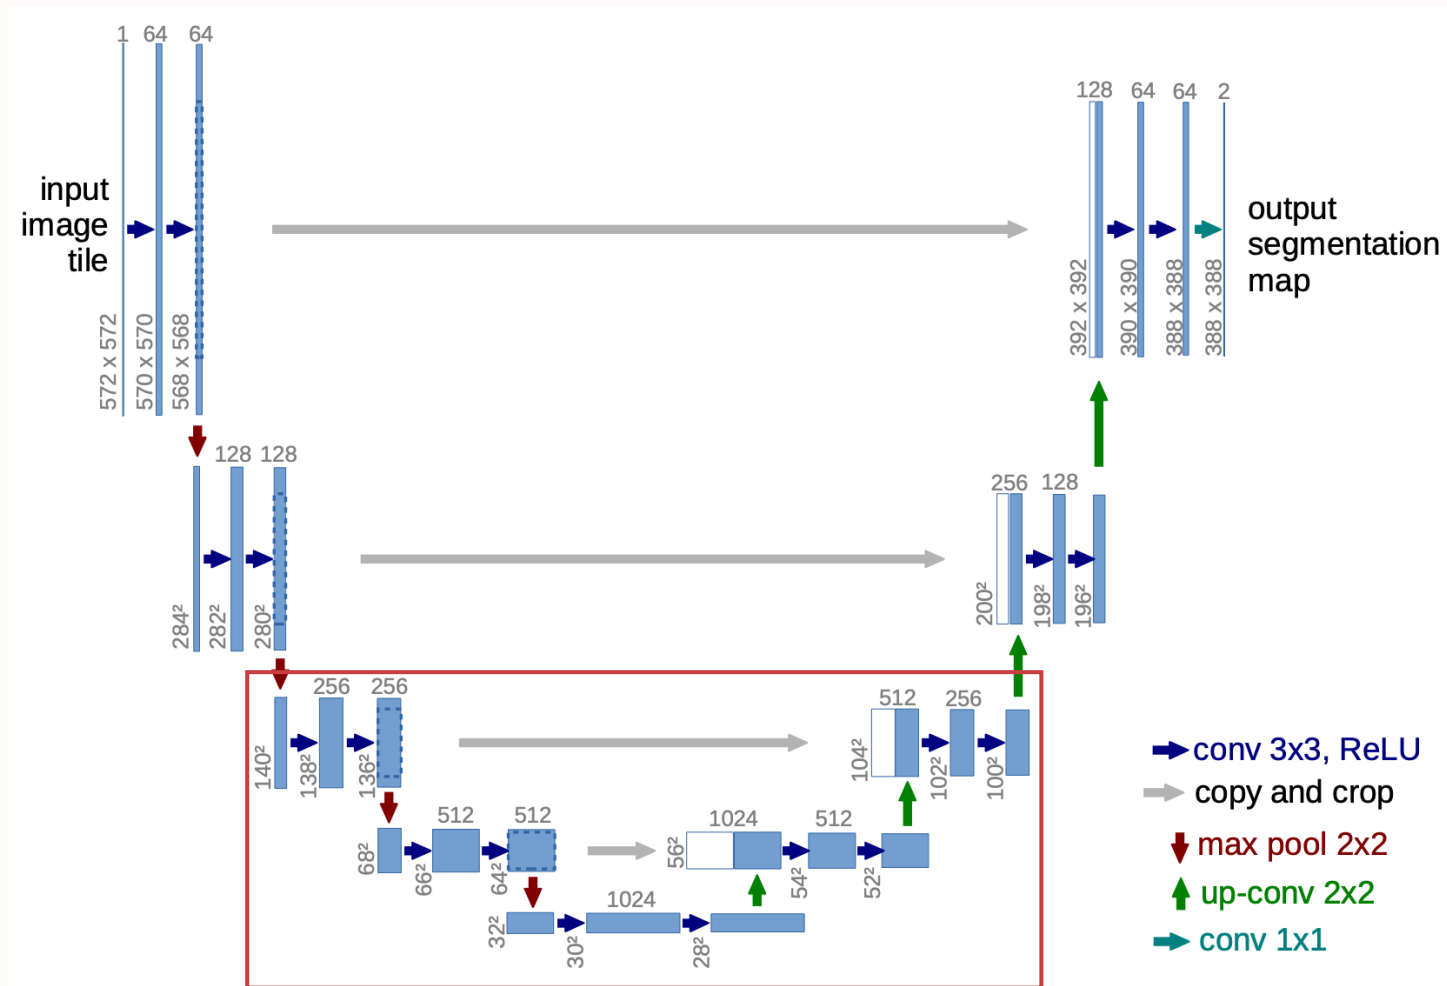 1 64 64
128 64 64 2
input
image
tile
output
segmentation
map
572 x 572
570 x 570
568 x 568
392 x 392
390 x 390
388 x 388
388 x 388
128 128
256 128
284²
282²
280²
200²
198²
196²
256 256
512 256
140²
138²
136²
104²
102²
100²
512 512
1024 512
68²
66²
64²
56²
54²
52²
1024
32²
30²
28²
conv 3x3, ReLU
copy and crop
max pool 2x2
up-conv 2x2
conv 1x1